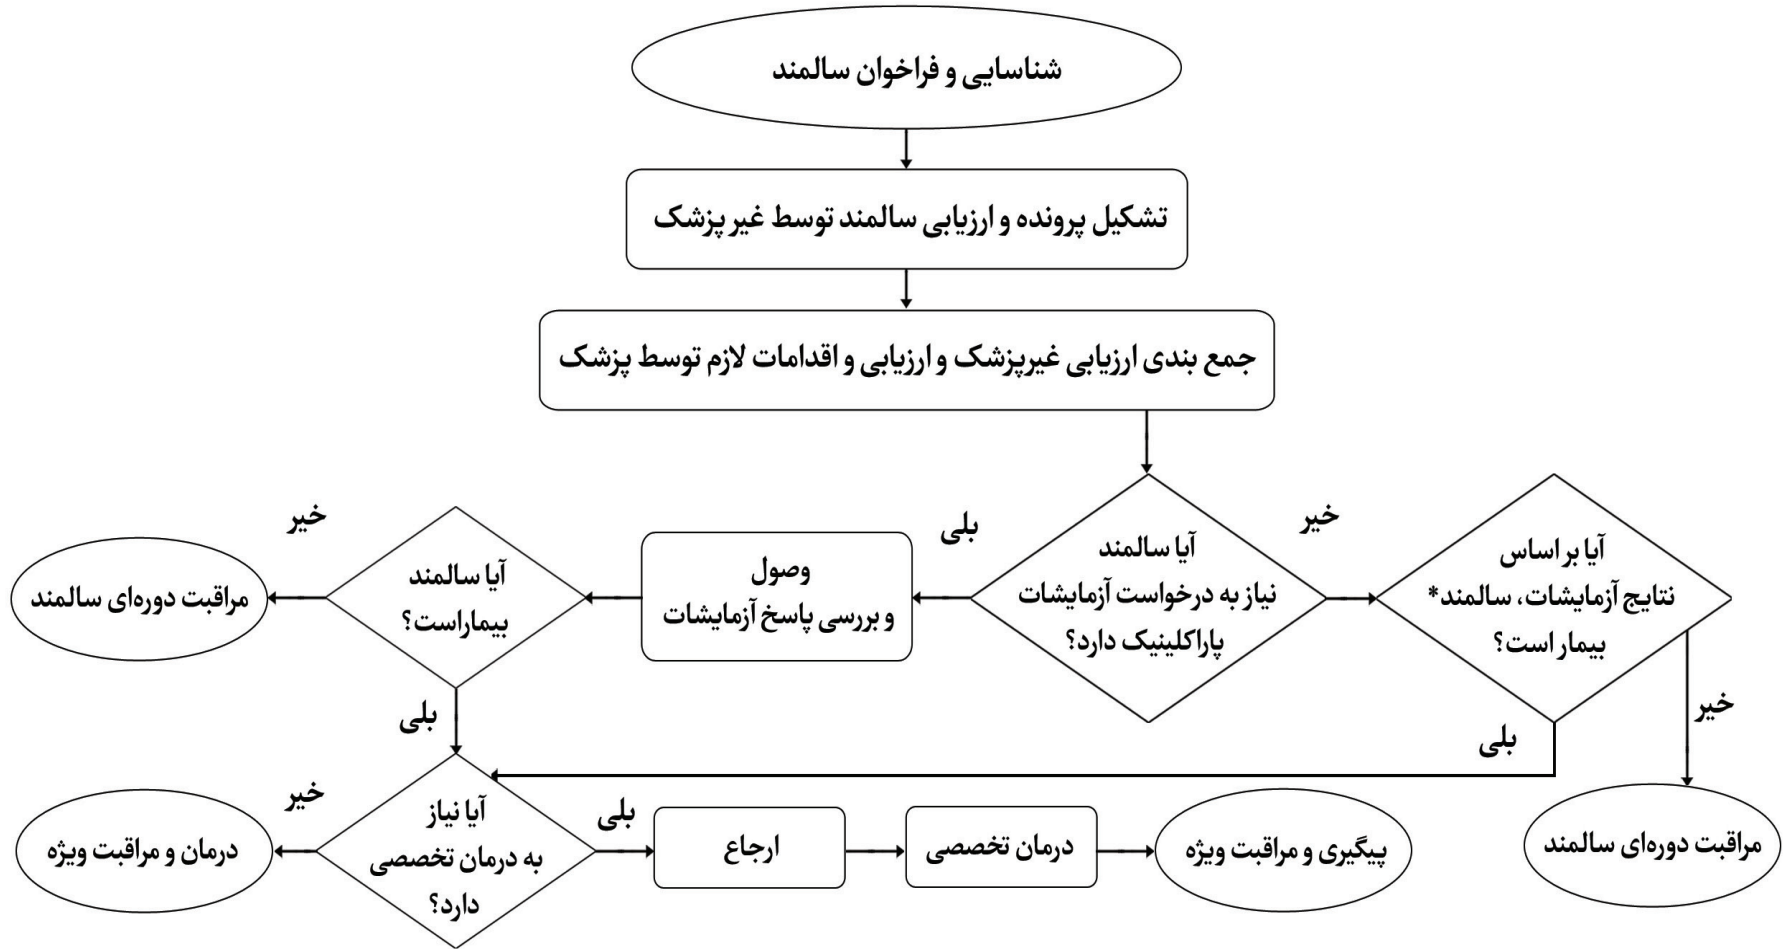 شناسایی و فراخوان سالمند
تشکیل پرونده و ارزیابی سالمند توسط غیر پزشک
جمع بندی ارزیابی غیرپزشک و ارزیابی و اقدامات لازم توسط پزشک
آیا بر اساس
نتایج آزمایشات، سالمند*
بیمار است؟
خیر
آیا سالمند
نیاز به درخواست آزمایشات
پاراکلینیک دارد؟
بلی
وصول
و بررسی پاسخ آزمایشات
آیا سالمند
بیماراست؟
خیر
مراقبت دوره‌ای سالمند
خیر
بلی
بلی
مراقبت دوره‌ای سالمند
پیگیری و مراقبت ویژه
درمان تخصصی
ارجاع
بلی
آیا نیاز
به درمان تخصصی
دارد؟
خیر
درمان و مراقبت ویژه